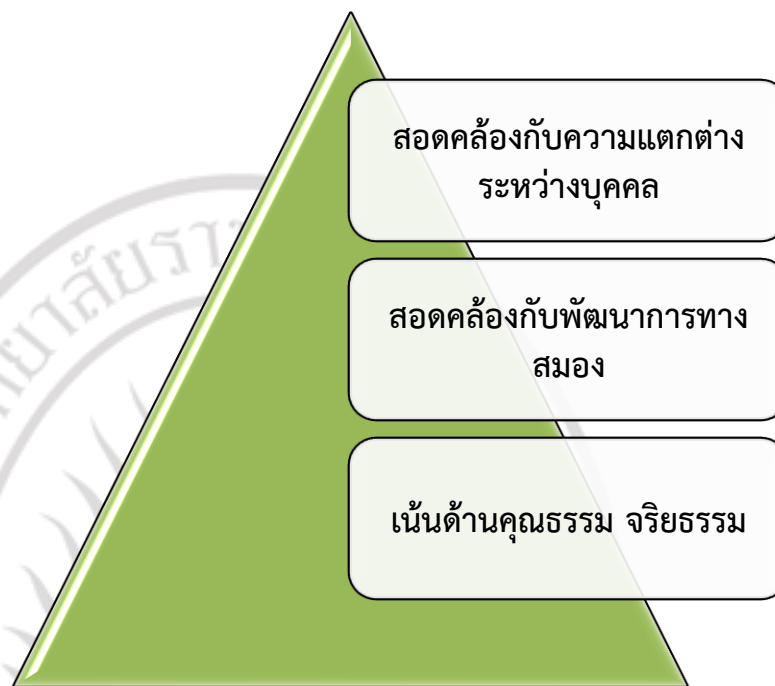 สอดคล้องกับความแตกต่าง
ระหว่างบุคคล
สอดคล้องกับพัฒนาการทาง
สมอง
เน้นด้านคุณธรรม จริยธรรม